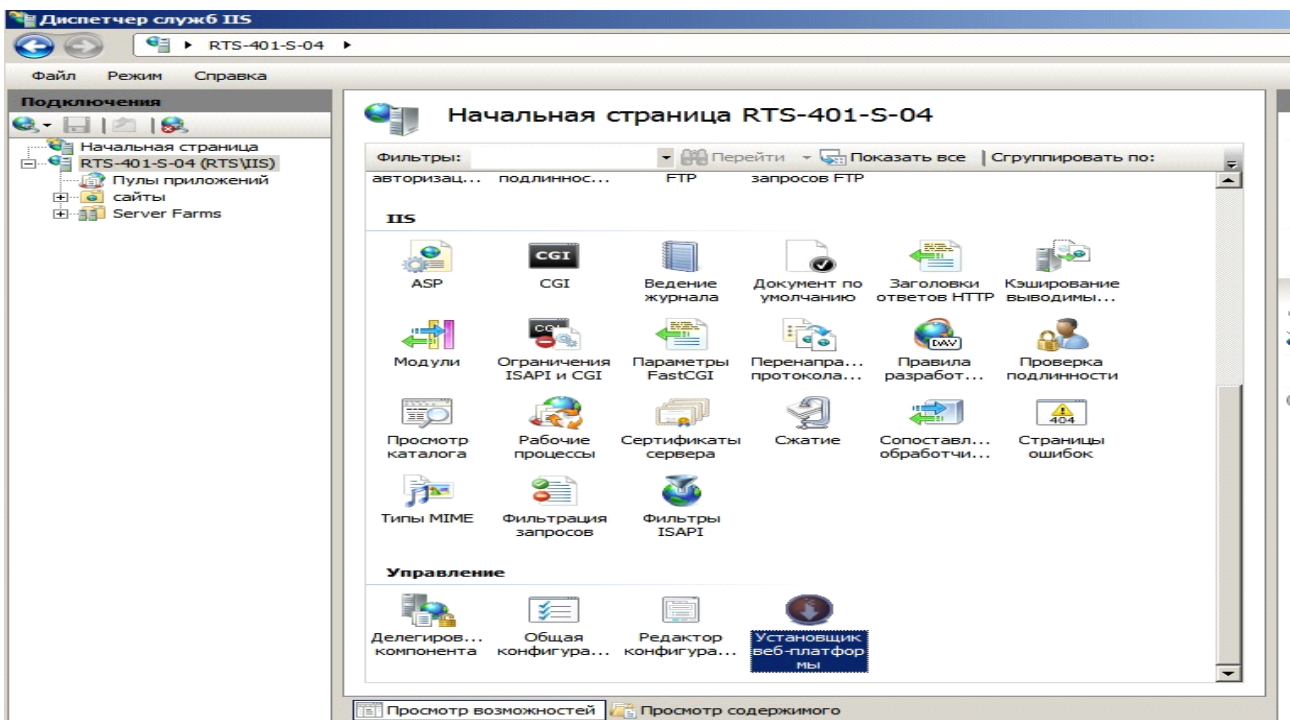 Диспетчер служб IIS
RTS-401-S-04
Файл Режим Справка
Подключения
Начальная страница
RTS-401-S-04 (RTS\IIS)
Пулы приложений
сайты
Server Farms
Начальная страница RTS-401-S-04
Фильтры: Перейти Показать все Сгруппировать по:
авторизац... подлиннос... FTP запросов FTP
IIS
CGI
ASP CGI Ведение Документ по Заголовки Кэширование
журнала умолчанию ответов HTTP выводимы...
CGI DAV
Модули Ограничения Параметры Перенапра... Правила Проверка
ISAPI и CGI FastCGI протокола... разработ... подлинности
404
Просмотр Рабочие Сертификаты Сжатие Сопоставл... Страницы
каталога процессы сервера обработчи... ошибок
Типы MIME Фильтрация Фильтры
запросов ISAPI
Управление
Делегиров... Общая Редактор Установщик
компонента конфигура... конфигура... веб-платфор
мы
Просмотр возможностей Просмотр содержимого